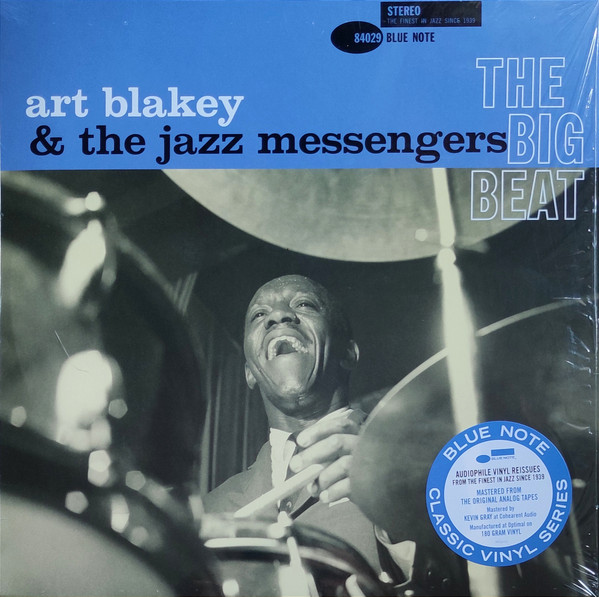 STEREO
THE FINEST IN JAZZ SINCE 1939
84029 BLUE NOTE
THE
art blakey
& the jazz messengers
BIG
BEAT
BLUE NOTE
BLUE NOTE
AUDIOPHILE VINYL REISSUES
FROM THE FINEST IN JAZZ SINCE 1939
MASTERED FROM
THE ORIGINAL ANALOG TAPES
Mastered by
KEVIN GRAY at Cohearent Audio
Manufactured at Optimal on
180 GRAM VINYL
CLASSIC VINYL SERIES